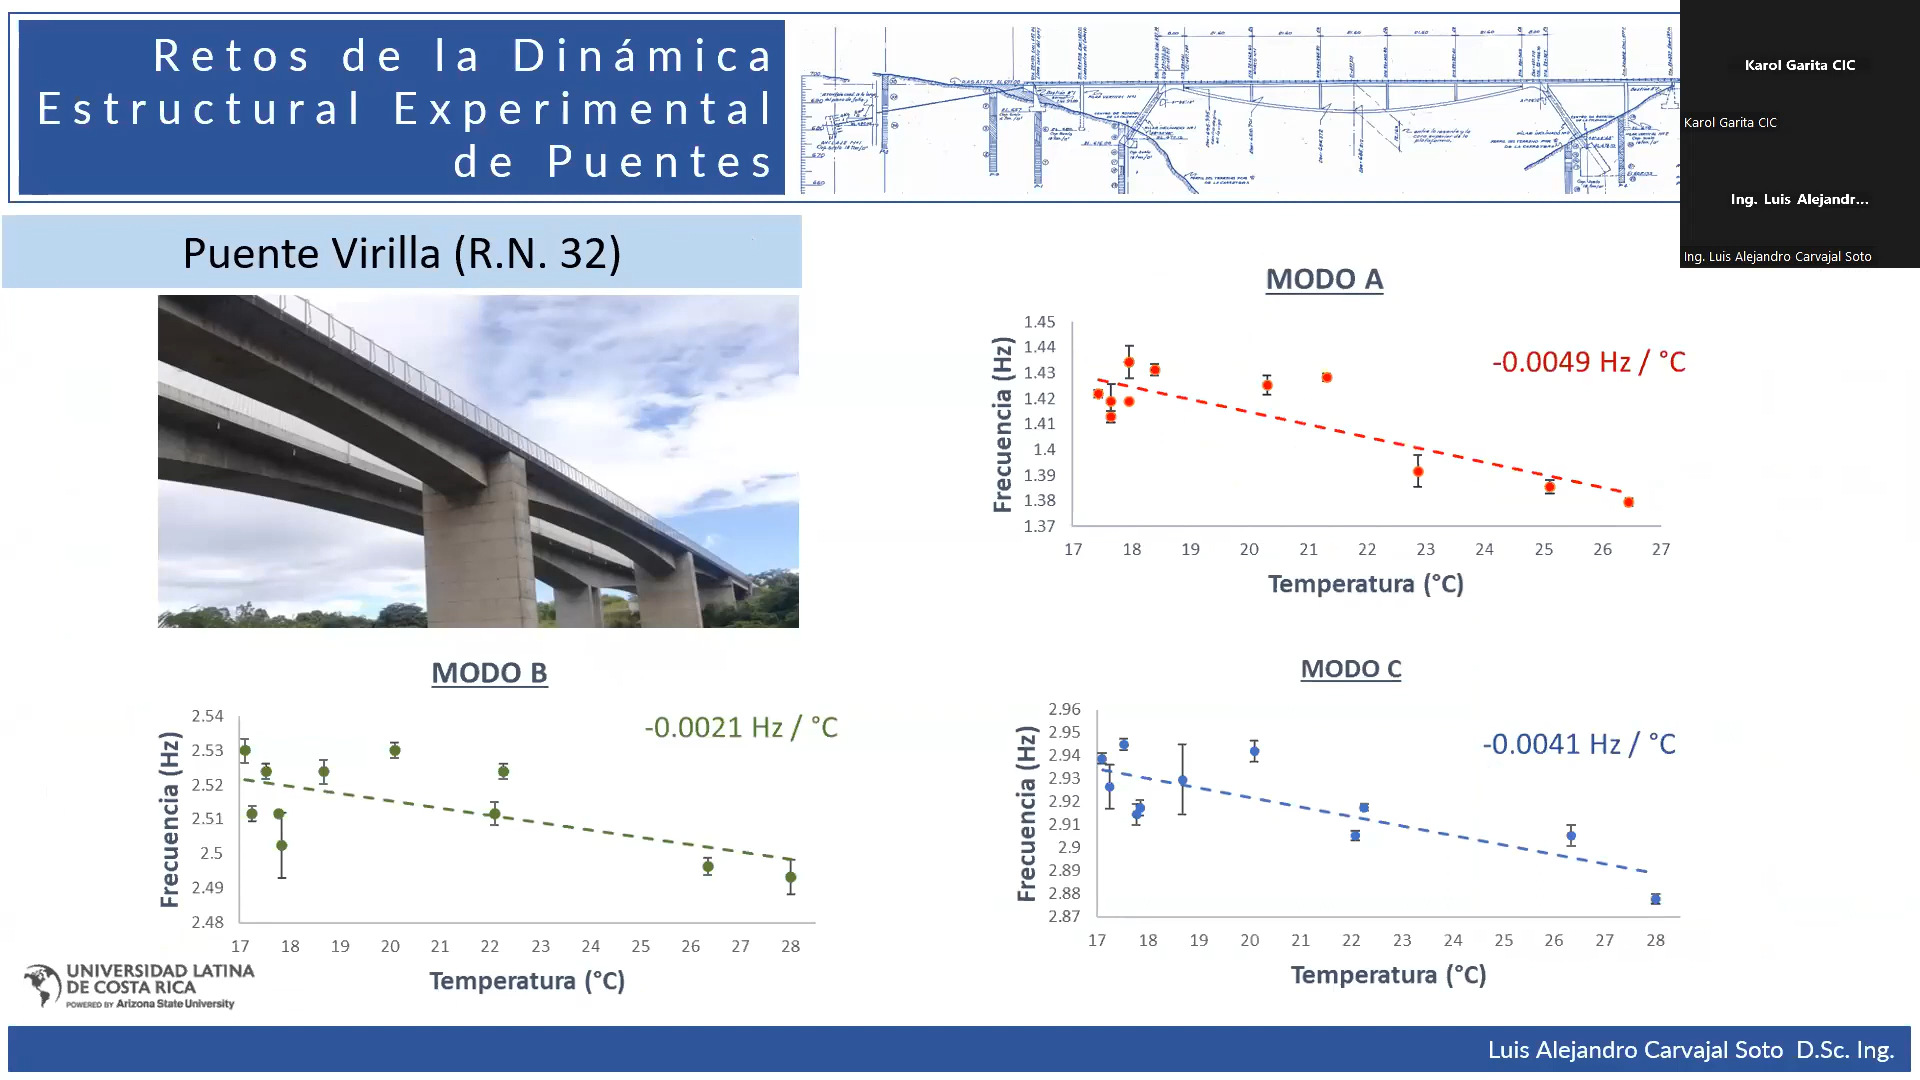 Retos de la Dinámica
Estructural Experimental
de Puentes
Karol Garita CIC
Karol Garita CIC
Ing. Luis Alejandr...
Ing. Luis Alejandro Carvajal Soto
Puente Virilla (R.N. 32)
MODO A
-0.0049 Hz / °C
Frecuencia (Hz)
1.45
1.44
1.43
1.42
1.41
1.4
1.39
1.38
1.37
17 18 19 20 21 22 23 24 25 26 27
Temperatura (°C)
MODO B
-0.0021 Hz / °C
Frecuencia (Hz)
2.54
2.53
2.52
2.51
2.5
2.49
2.48
17 18 19 20 21 22 23 24 25 26 27 28
Temperatura (°C)
MODO C
-0.0041 Hz / °C
Frecuencia (Hz)
2.96
2.95
2.94
2.93
2.92
2.91
2.9
2.89
2.88
2.87
17 18 19 20 21 22 23 24 25 26 27 28
Temperatura (°C)
UNIVERSIDAD LATINA
DE COSTA RICA
POWERED BY Arizona State University
Luis Alejandro Carvajal Soto D.Sc. Ing.